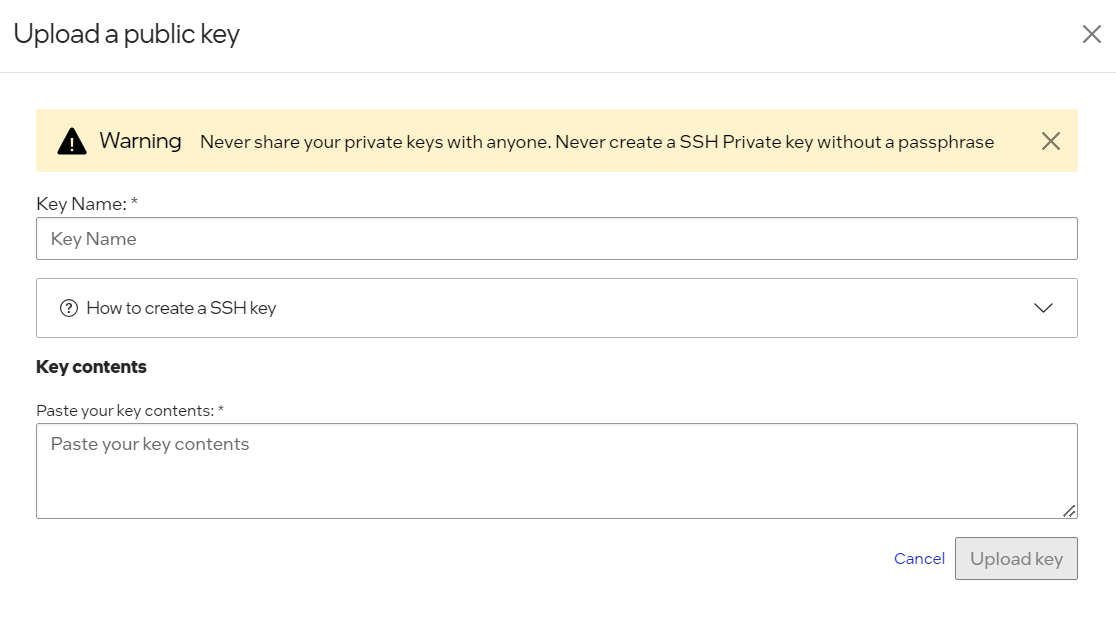 Upload a public key
Warning Never share your private keys with anyone. Never create a SSH Private key without a passphrase
Key Name: *
Key Name
How to create a SSH key
Key contents
Paste your key contents: *
Paste your key contents
Cancel Upload key